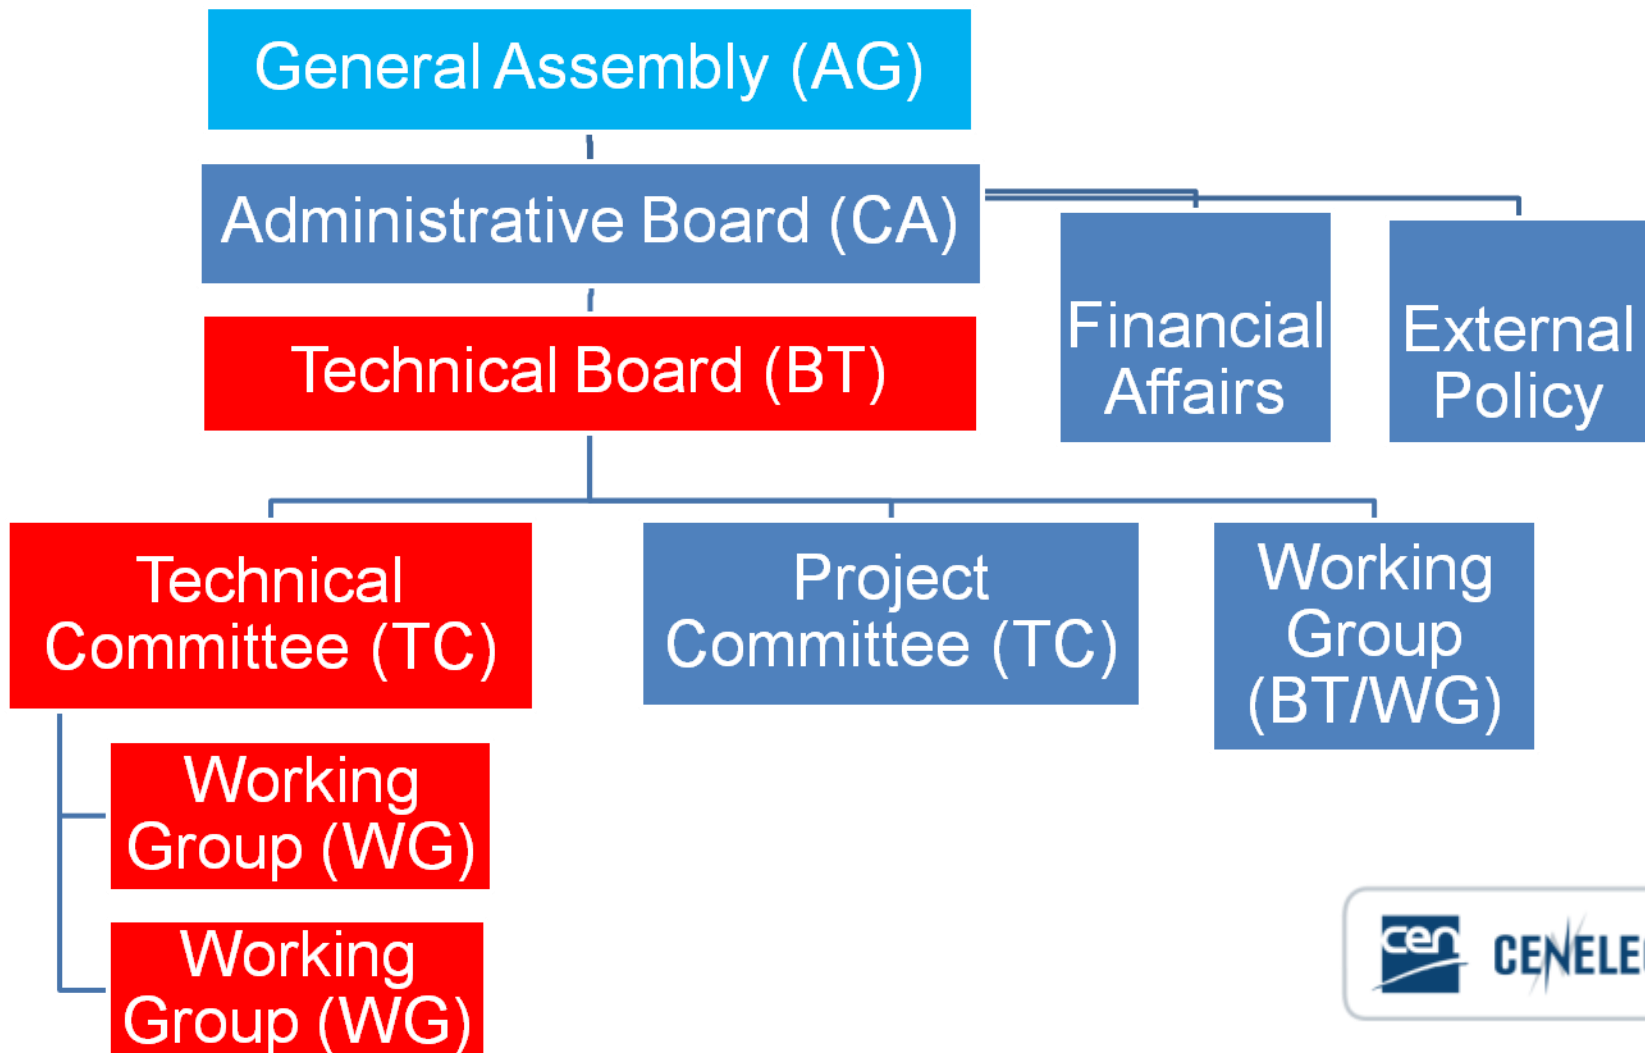 General Assembly (AG)
Administrative Board (CA)
Technical Board (BT)
Financial
Affairs
External
Policy
Technical
Committee (TC)
Project
Committee (TC)
Working
Group
(BT/WG)
Working
Group (WG)
Working
Group (WG)
cen
CENELEC